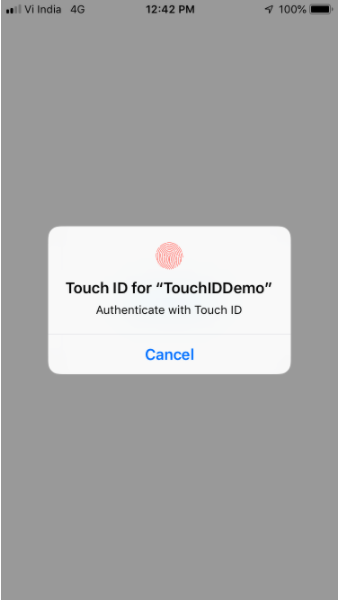 Vi India 4G 12:42 PM 100%
Touch ID for “TouchIDDemo”
Authenticate with Touch ID
Cancel